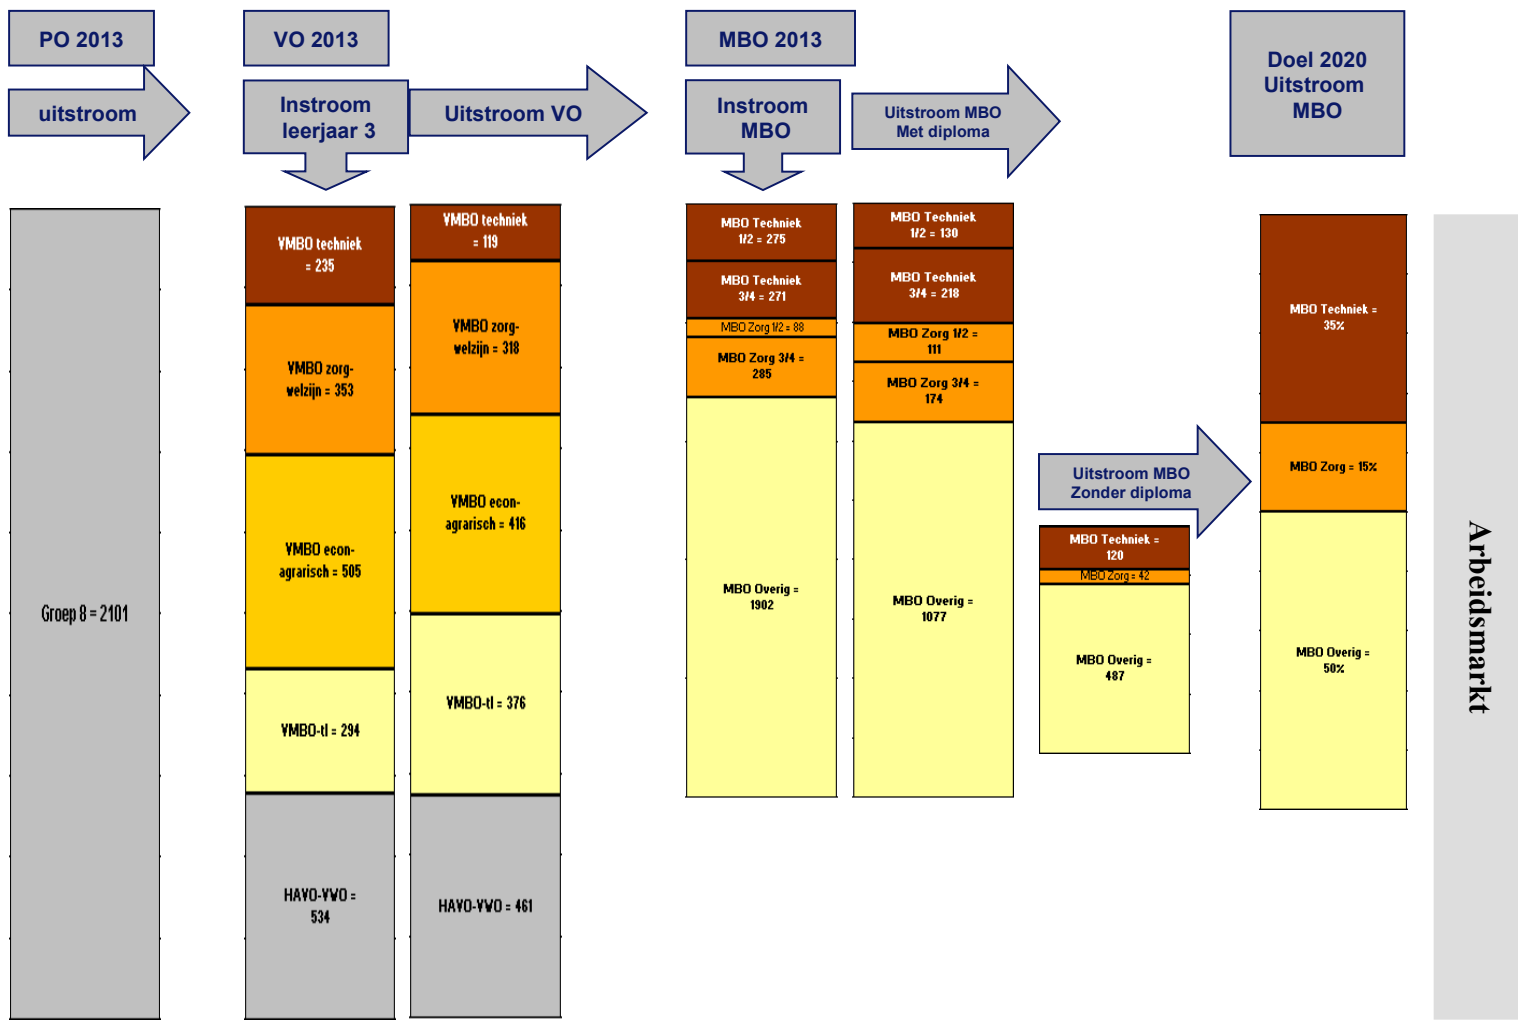 PO 2013
VO 2013
MBO 2013
Doel 2020
Uitstroom
MBO
uitstroom
Instroom
leerjaar 3
Uitstroom VO
Instroom
MBO
Uitstroom MBO
Met diploma
Groep 8 = 2101
VMBO techniek
= 235
VMBO zorg-
welzijn = 353
VMBO econ-
agrarisch = 505
VMBO-tl = 294
HAVO-VWO =
534
VMBO techniek
= 119
VMBO zorg-
welzijn = 318
VMBO econ-
agrarisch = 416
VMBO-tl = 376
HAVO-VWO = 461
MBO Techniek
1/2 = 275
MBO Techniek
3/4 = 271
MBO Zorg 1/2 = 88
MBO Zorg 3/4 =
285
MBO Overig =
1902
MBO Techniek
1/2 = 130
MBO Techniek
3/4 = 218
MBO Zorg 1/2 =
111
MBO Zorg 3/4 =
174
MBO Overig =
1077
Uitstroom MBO
Zonder diploma
MBO Techniek =
120
MBO Zorg = 42
MBO Overig =
487
MBO Techniek =
35%
MBO Zorg = 15%
MBO Overig =
50%
Arbeidsmarkt